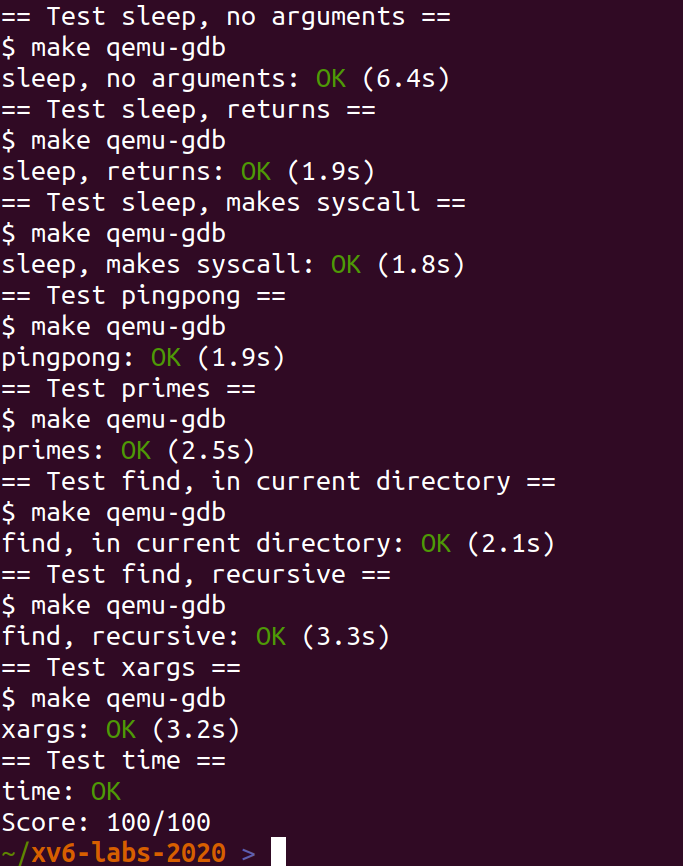 == Test sleep, no arguments ==
$ make qemu-gdb
sleep, no arguments: OK (6.4s)
== Test sleep, returns ==
$ make qemu-gdb
sleep, returns: OK (1.9s)
== Test sleep, makes syscall ==
$ make qemu-gdb
sleep, makes syscall: OK (1.8s)
== Test pingpong ==
$ make qemu-gdb
pingpong: OK (1.9s)
== Test primes ==
$ make qemu-gdb
primes: OK (2.5s)
== Test find, in current directory ==
$ make qemu-gdb
find, in current directory: OK (2.1s)
== Test find, recursive ==
$ make qemu-gdb
find, recursive: OK (3.3s)
== Test xargs ==
$ make qemu-gdb
xargs: OK (3.2s)
== Test time ==
time: OK
Score: 100/100
~/xv6-labs-2020 >